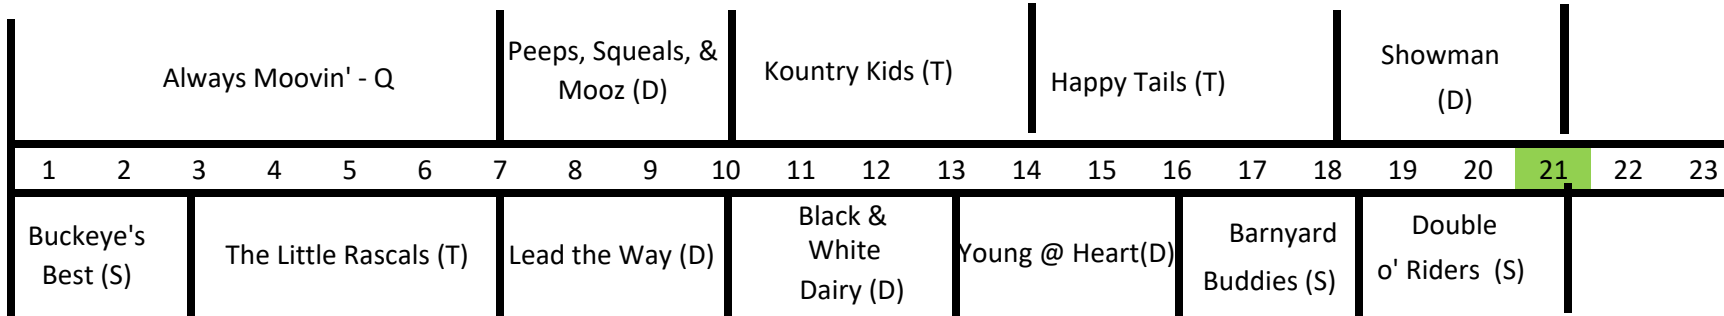 Always Moovin' - Q
Peeps, Squeals, &
Mooz (D)
Kountry Kids (T)
Happy Tails (T)
Showman
(D)
1 2 3 4 5 6 7 8 9 10 11 12 13 14 15 16 17 18 19 20 21 22 23
Buckeye's
Best (S)
The Little Rascals (T)
Lead the Way (D)
Black &
White
Dairy (D)
Young @ Heart(D)
Barnyard
Buddies (S)
Double
o' Riders (S)